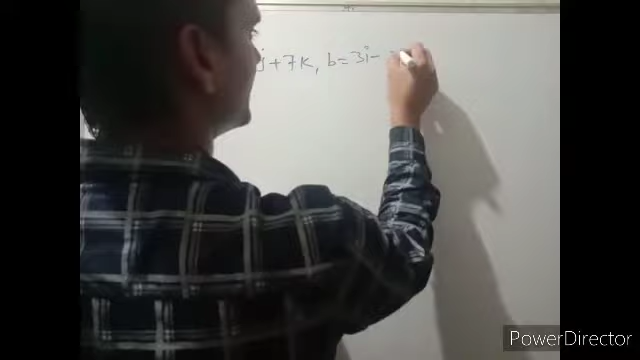 j + 7k, b = 3i -
PowerDirector